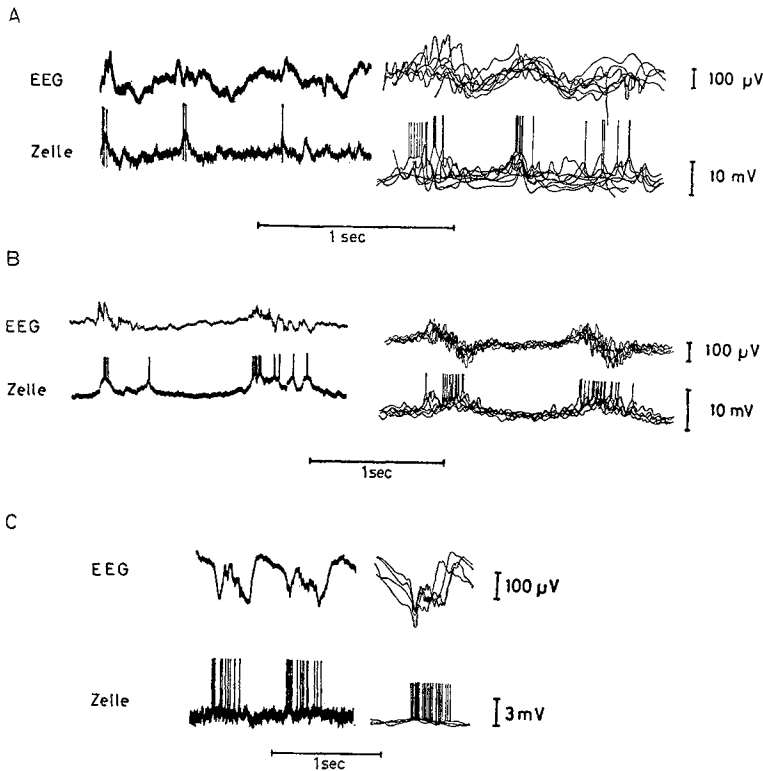 A
EEG
100 µV
Zelle
10 mV
1 sec
B
EEG
100 µV
Zelle
10 mV
1sec
C
EEG
100 µV
Zelle
3 mV
1sec